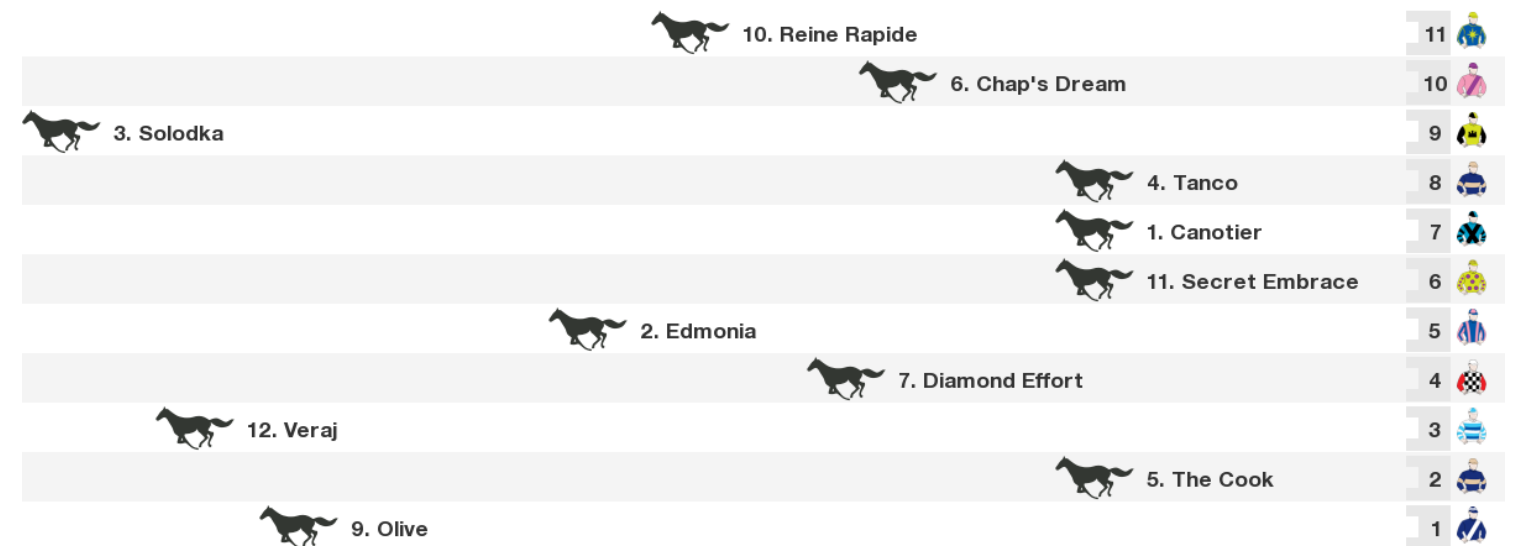 10. Reine Rapide 11
6. Chap's Dream 10
3. Solodka 9
4. Tanco 8
1. Canotier 7
11. Secret Embrace 6
2. Edmonia 5
7. Diamond Effort 4
12. Veraj 3
5. The Cook 2
9. Olive 1